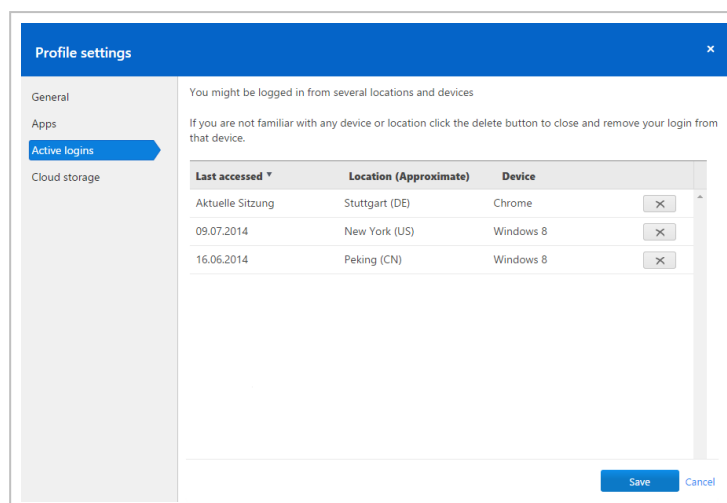 Profile settings
×
General
Apps
Active logins
Cloud storage
You might be logged in from several locations and devices
If you are not familiar with any device or location click the delete button to close and remove your login from
that device.
Last accessed ▼ Location (Approximate) Device
Aktuelle Sitzung Stuttgart (DE) Chrome
09.07.2014 New York (US) Windows 8
16.06.2014 Peking (CN) Windows 8
Save Cancel